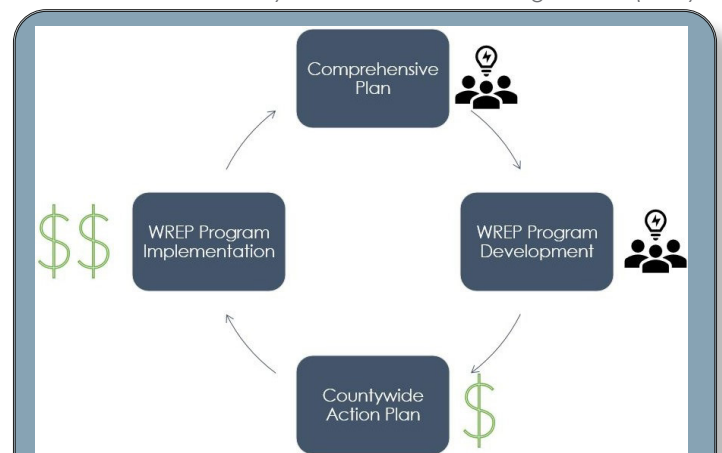 Comprehensive
Plan
$$
WREP Program
Implementation
WREP Program
Development
Countywide
Action Plan
$